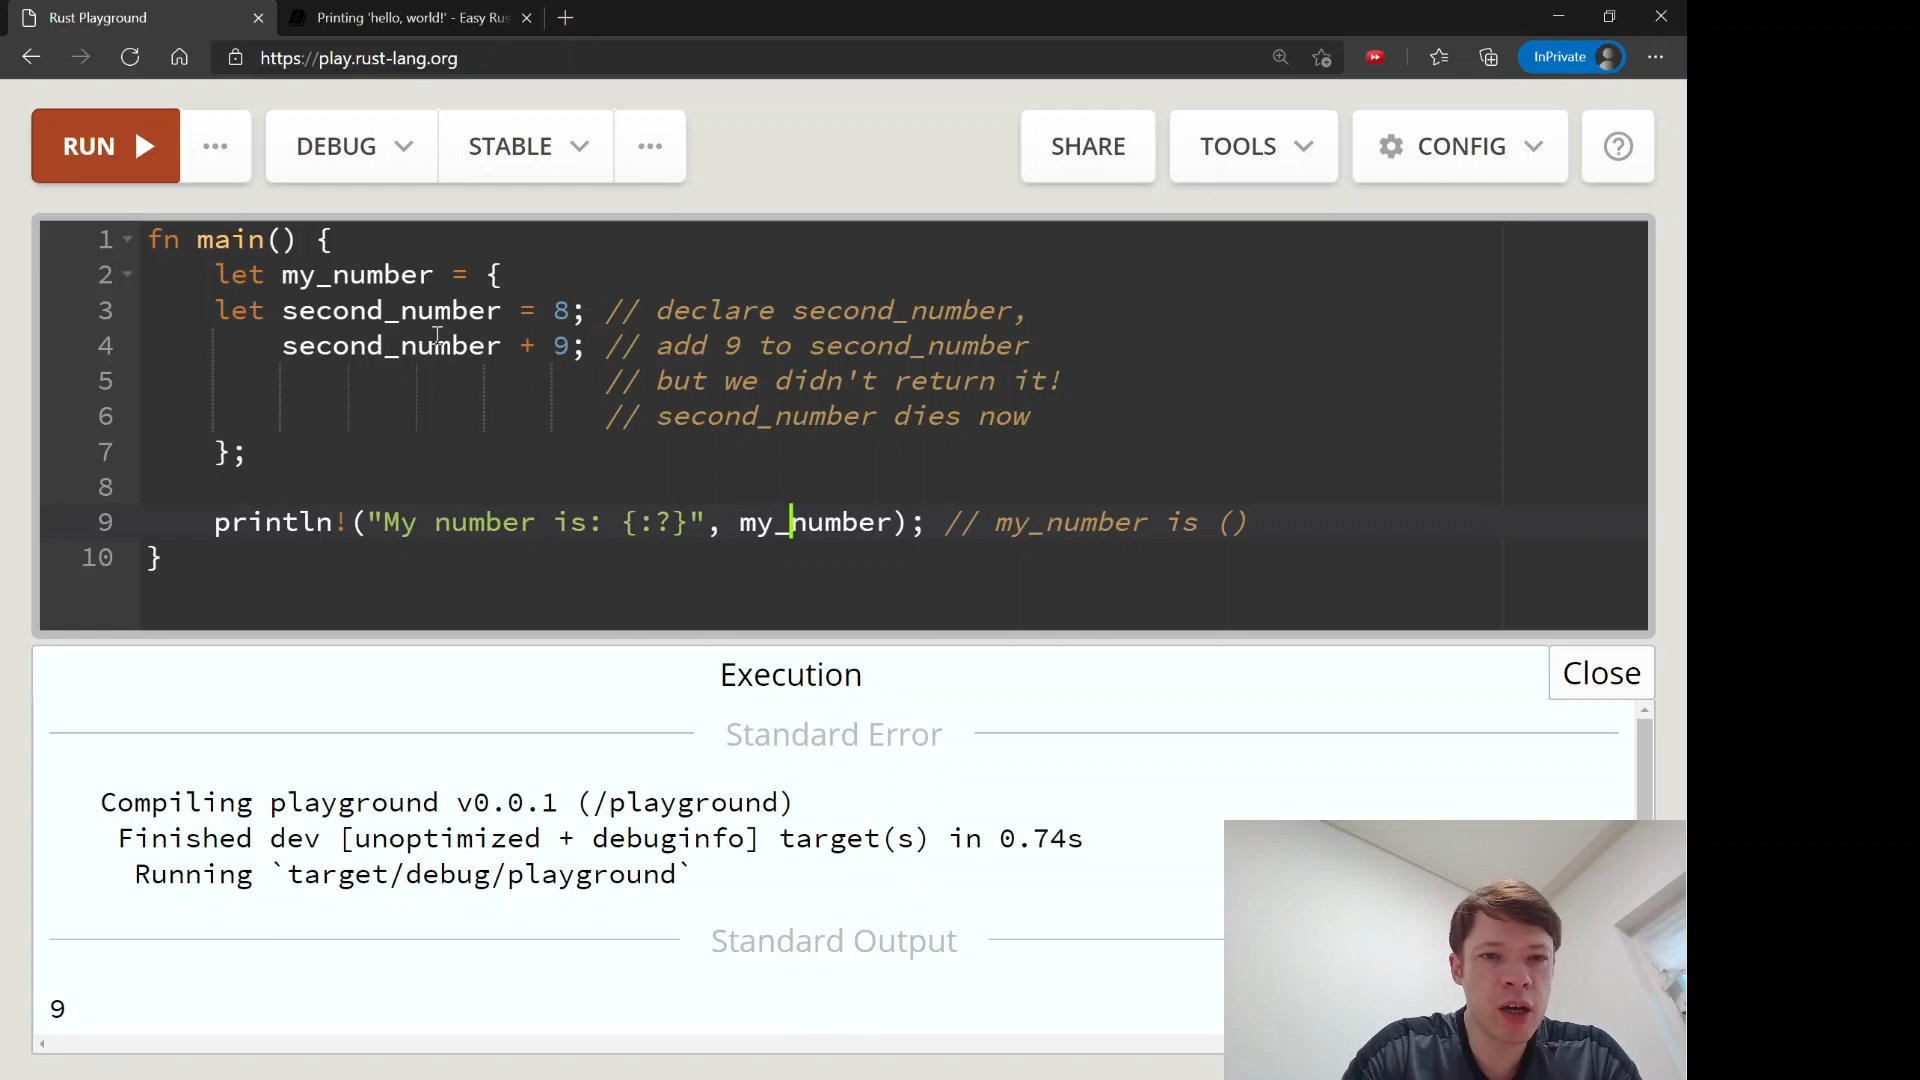 Rust Playground
Printing 'hello, world!' - Easy Rus
https://play.rust-lang.org
InPrivate
RUN
DEBUG
STABLE
SHARE
TOOLS
CONFIG
1 fn main() {
2 let my_number = {
3 let second_number = 8; // declare second_number,
4 second_number + 9; // add 9 to second_number
5 // but we didn't return it!
6 // second_number dies now
7 };
8
9 println!("My number is: {:?}", my_number); // my_number is ()
10 }
Execution
Close
Standard Error
Compiling playground v0.0.1 (/playground)
Finished dev [unoptimized + debuginfo] target(s) in 0.74s
Running `target/debug/playground`
Standard Output
9